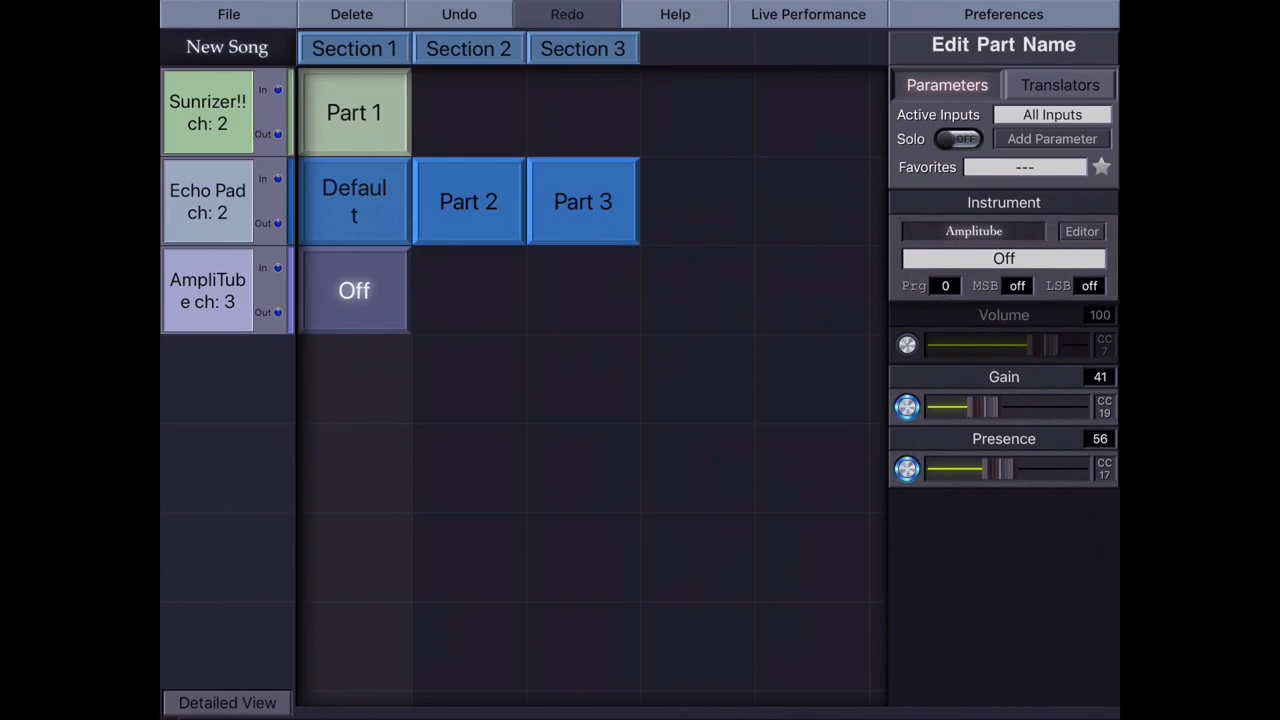 File
Delete
Undo
Redo
Help
Live Performance
Preferences
New Song
Section 1
Section 2
Section 3
Edit Part Name
Sunrizer!!
ch: 2
In
Out
Part 1
Echo Pad
ch: 2
In
Out
Defaul
t
Part 2
Part 3
AmpliTub
e ch: 3
In
Out
Off
Parameters
Translators
Active Inputs
All Inputs
Solo
OFF
Add Parameter
Favorites
---
Instrument
Amplitube
Editor
Off
Prg 0 MSB off LSB off
Volume 100
CC
7
Gain 41
CC
19
Presence 56
CC
17
Detailed View